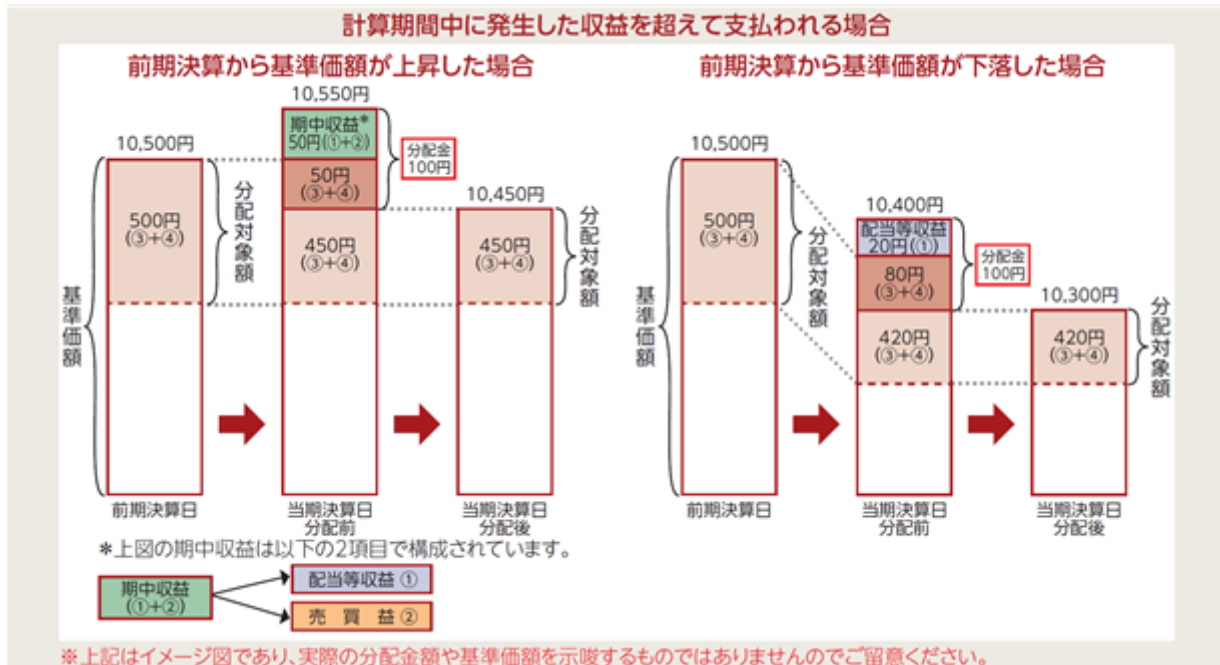 計算期間中に発生した収益を超えて支払われる場合
前期決算から基準価額が上昇した場合
10,550円
10,500円
期中収益*
50円(①+②)
分配金
100円
50円
(③+④)
10,450円
500円
(③+④)
分配対象額
450円
(③+④)
450円
(③+④)
分配対象額
基準価額
前期決算日
当期決算日
分配前
当期決算日
分配後
前期決算から基準価額が下落した場合
10,500円
10,400円
500円
(③+④)
分配対象額
配当等収益
20円(①)
分配金
100円
80円
(③+④)
10,300円
420円
(③+④)
420円
(③+④)
分配対象額
基準価額
前期決算日
当期決算日
分配前
当期決算日
分配後
*上図の期中収益は以下の2項目で構成されています。
期中収益
(①+②)
配当等収益 ①
売 買 益 ②
※上記はイメージ図であり、実際の分配金額や基準価額を示唆するものではありませんのでご留意ください。